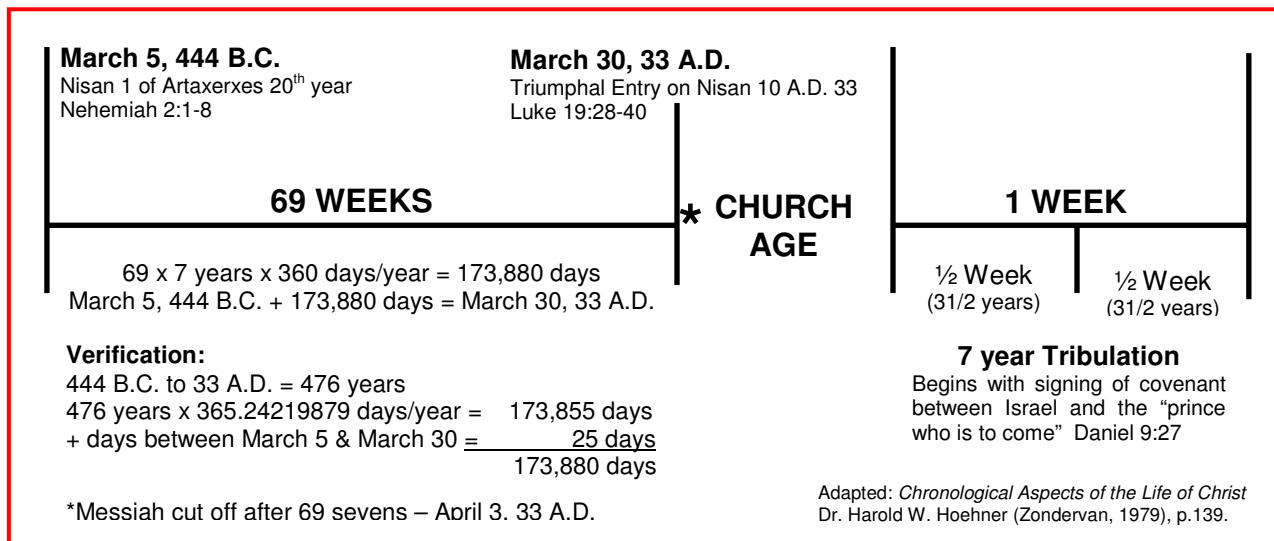 March 5, 444 B.C.
Nisan 1 of Artaxerxes 20th year
Nehemiah 2:1-8
March 30, 33 A.D.
Triumphal Entry on Nisan 10 A.D. 33
Luke 19:28-40
69 WEEKS
* CHURCH
AGE
1 WEEK
69 x 7 years x 360 days/year = 173,880 days
March 5, 444 B.C. + 173,880 days = March 30, 33 A.D.
½ Week
(31/2 years)
½ Week
(31/2 years)
Verification:
444 B.C. to 33 A.D. = 476 years
476 years x 365.24219879 days/year = 173,855 days
+ days between March 5 & March 30 = 25 days
173,880 days
*Messiah cut off after 69 sevens – April 3, 33 A.D.
7 year Tribulation
Begins with signing of covenant
between Israel and the “prince
who is to come” Daniel 9:27
Adapted: Chronological Aspects of the Life of Christ
Dr. Harold W. Hoehner (Zondervan, 1979), p.139.